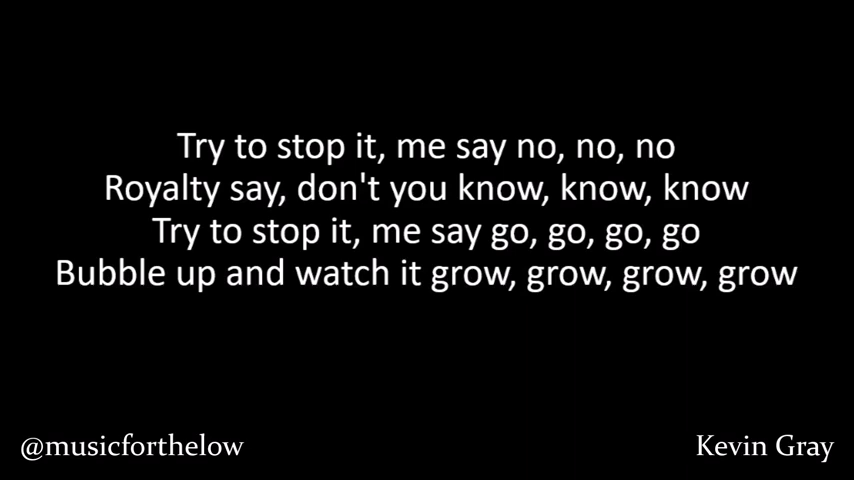 Try to stop it, me say no, no, no
Royalty say, don't you know, know, know
Try to stop it, me say go, go, go, go
Bubble up and watch it grow, grow, grow, grow
@musicforthelow
Kevin Gray